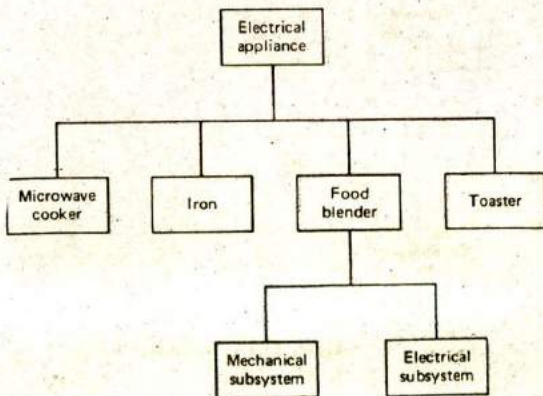 Electrical
appliance
Microwave
cooker
Iron
Food
blender
Toaster
Mechanical
subsystem
Electrical
subsystem